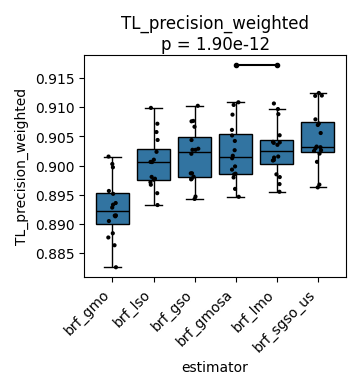 TL_precision_weighted
p = 1.90e-12
TL_precision_weighted
0.915
0.910
0.905
0.900
0.895
0.890
0.885
brf_gmo
brf_lso
brf_gso
brf_gmosa
brf_lmo
brf_sgso_us
estimator